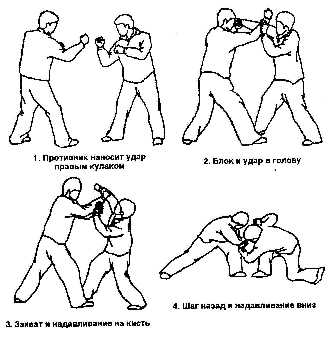 1. Противник наносит удар
правым кулаком
2. Блок и удар в голову
3. Захват и надавливание на кисть
4. Шаг назад и надавливание вниз